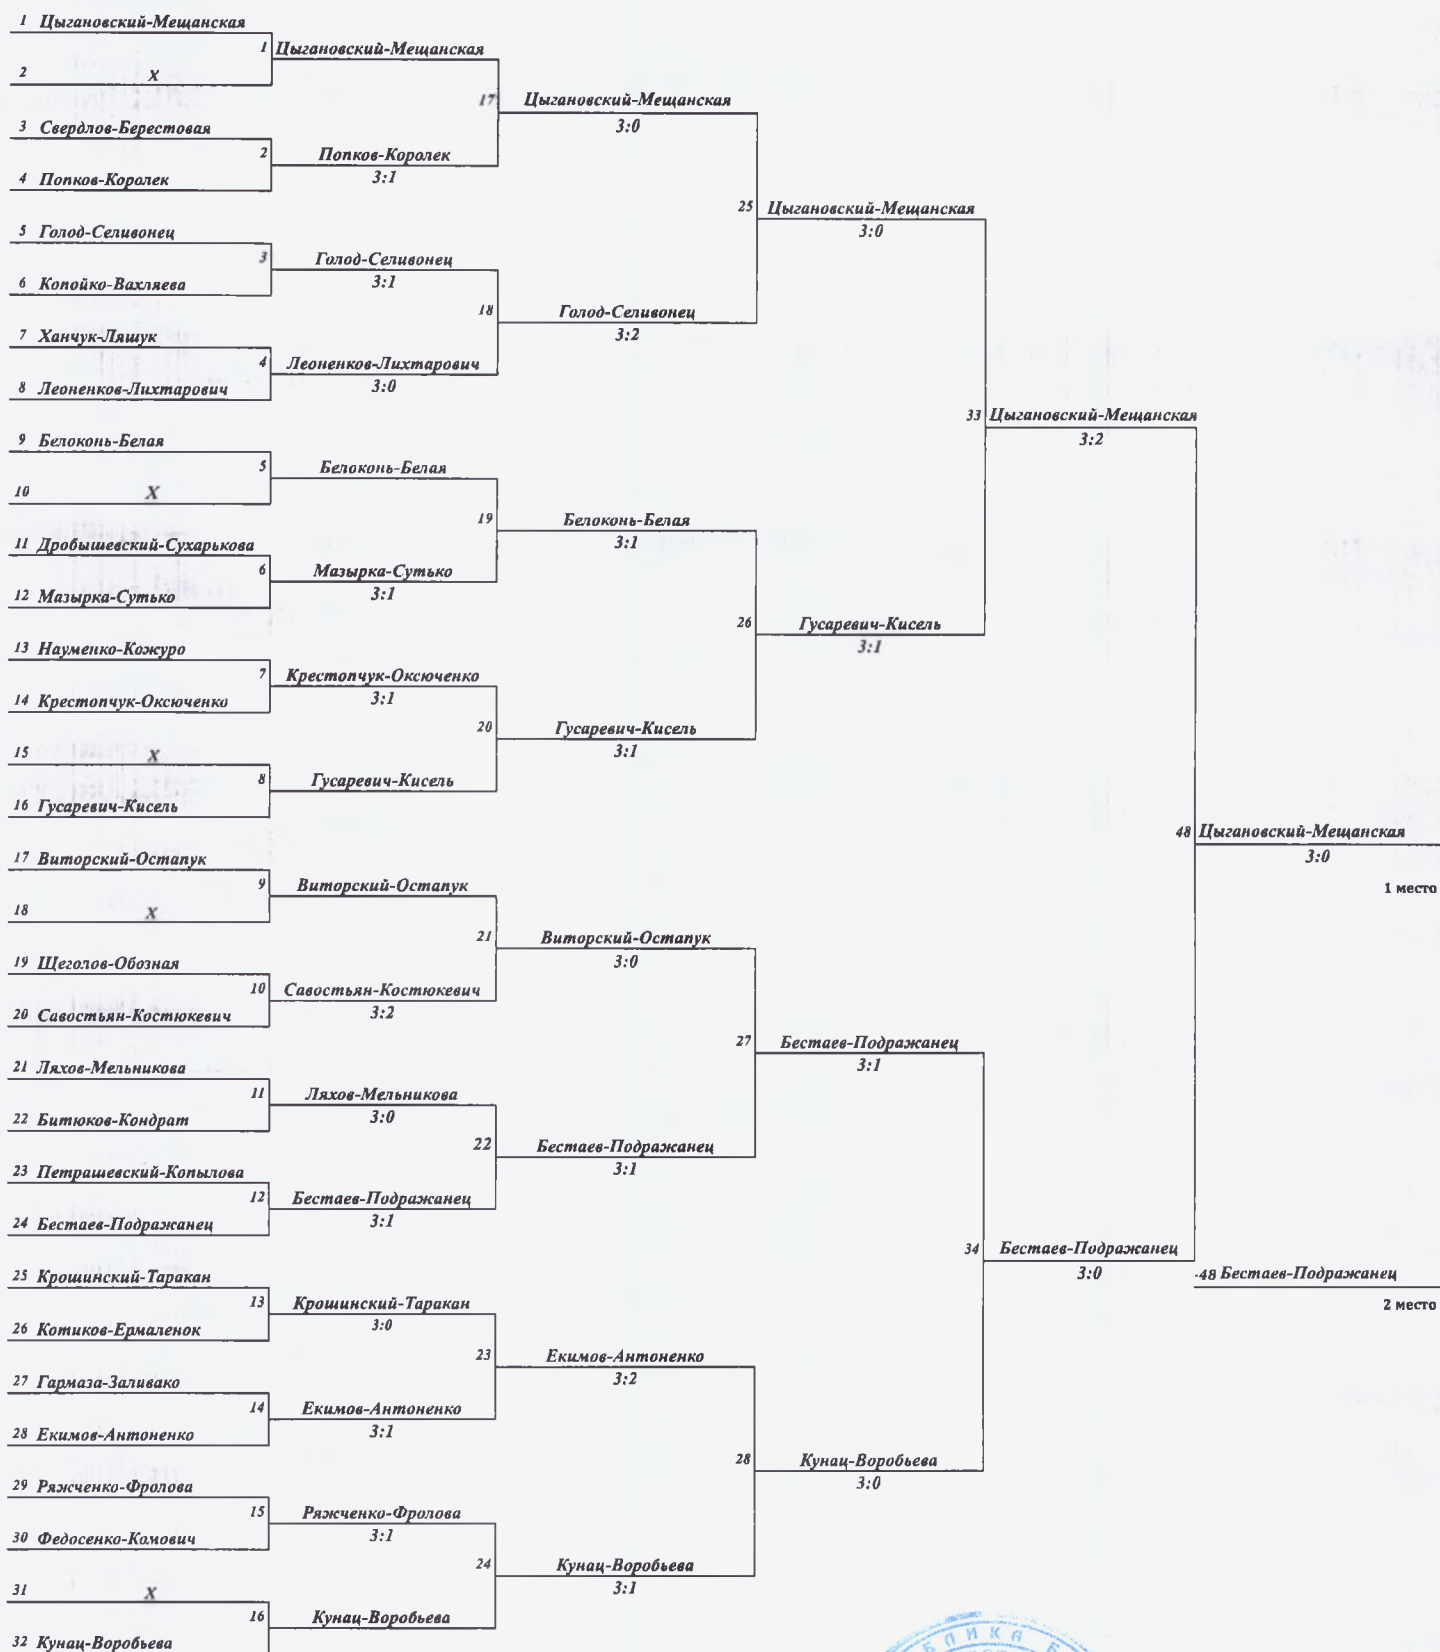 1 Цыгановский-Мещанская
1 Цыгановский-Мещанская
2 X
17 Цыгановский-Мещанская
3:0
3 Свердлов-Берестовая
2 Попков-Королек
3:1
4 Попков-Королек
25 Цыгановский-Мещанская
3:0
5 Голод-Селивонец
3 Голод-Селивонец
3:1
6 Копойко-Вахляева
18 Голод-Селивонец
3:2
7 Ханчук-Ляшук
4 Леоненков-Лихтарович
3:0
8 Леоненков-Лихтарович
33 Цыгановский-Мещанская
3:2
9 Белоконь-Белая
5 Белоконь-Белая
10 X
19 Белоконь-Белая
3:1
11 Дробышевский-Сухарькова
6 Мазырка-Сутько
3:1
12 Мазырка-Сутько
26 Гусаревич-Кисель
3:1
13 Науменко-Кожуро
7 Крестопчук-Оксюченко
3:1
14 Крестопчук-Оксюченко
20 Гусаревич-Кисель
3:1
15 X
8 Гусаревич-Кисель
16 Гусаревич-Кисель
48 Цыгановский-Мещанская
3:0
1 место
17 Виторский-Остапук
9 Виторский-Остапук
18 X
21 Виторский-Остапук
3:0
19 Щеголов-Обозная
10 Савостьян-Костюкевич
3:2
20 Савостьян-Костюкевич
27 Бестаев-Подражанец
3:1
21 Ляхов-Мельникова
11 Ляхов-Мельникова
3:0
22 Битюков-Кондрат
22 Бестаев-Подражанец
3:1
23 Петрашевский-Копылова
12 Бестаев-Подражанец
3:1
24 Бестаев-Подражанец
34 Бестаев-Подражанец
3:0
-48 Бестаев-Подражанец
2 место
25 Крошинский-Таракан
13 Крошинский-Таракан
3:0
26 Котиков-Ермаленок
23 Екимов-Антоненко
3:2
27 Гармаза-Заливако
14 Екимов-Антоненко
3:1
28 Екимов-Антоненко
28 Кунац-Воробьева
3:0
29 Ряжченко-Фролова
15 Ряжченко-Фролова
3:1
30 Федосенко-Комович
24 Кунац-Воробьева
3:1
31 X
16 Кунац-Воробьева
32 Кунац-Воробьева